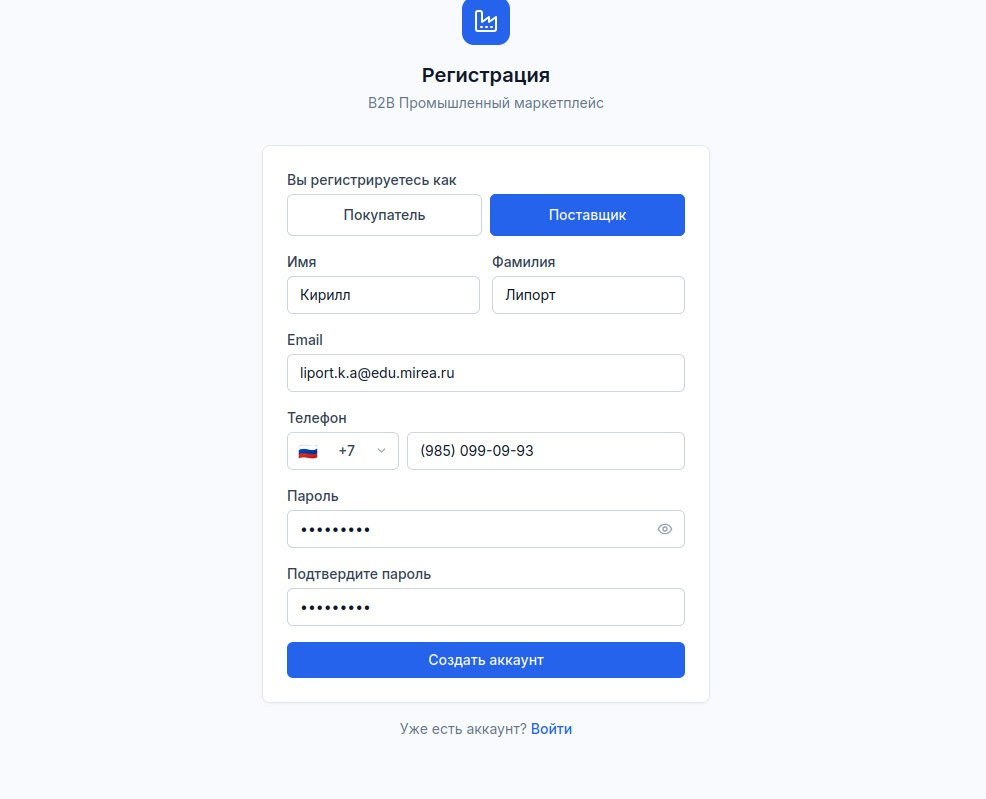 Регистрация
B2B Промышленный маркетплейс
Вы регистрируетесь как
Покупатель Поставщик
Имя Фамилия
Кирилл Липорт
Email
liport.k.a@edu.mirea.ru
Телефон
+7 (985) 099-09-93
Пароль
•••••••••
Подтвердите пароль
•••••••••
Создать аккаунт
Уже есть аккаунт? Войти